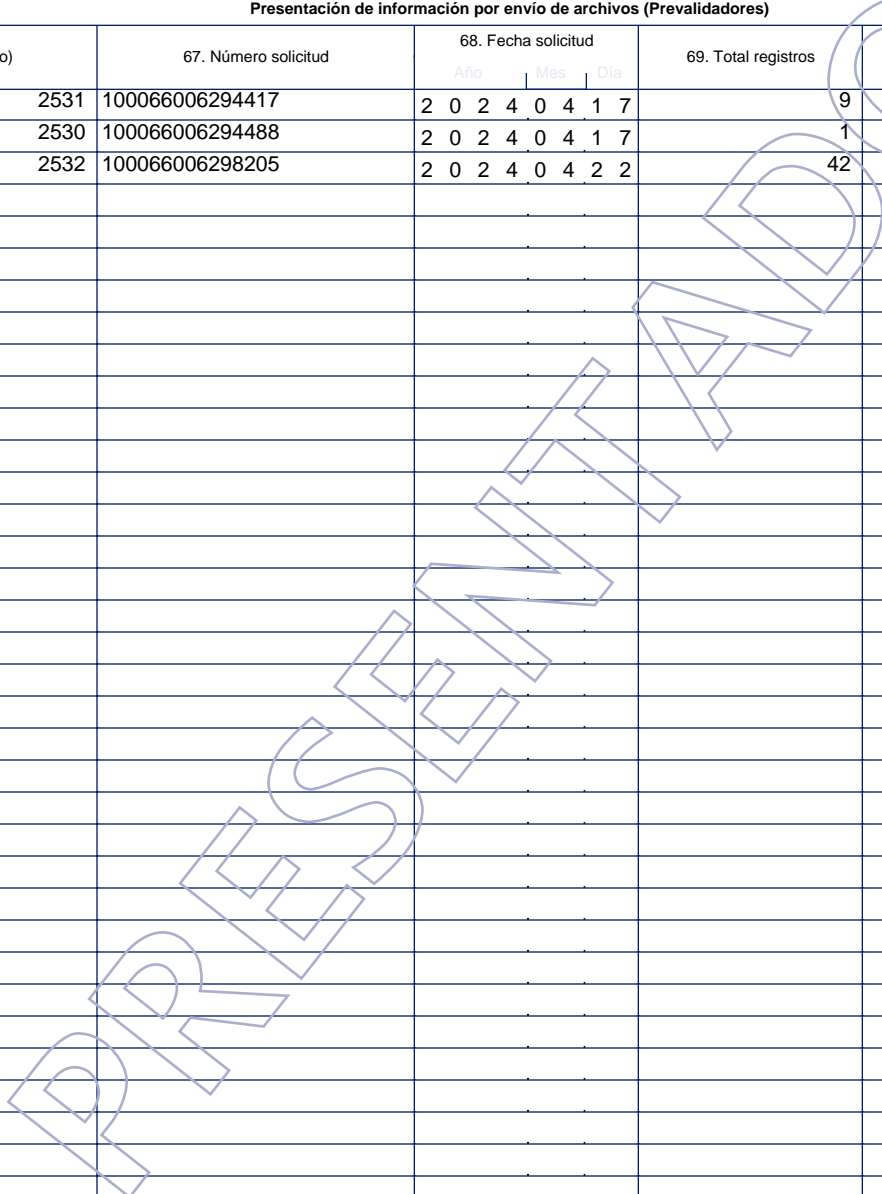 Presentación de información por envío de archivos (Prevalidadores)
o) 67. Número solicitud 68. Fecha solicitud 69. Total registros
Año Mes Día
2531 100066006294417 2 0 2 4 0 4 1 7 9
2530 100066006294488 2 0 2 4 0 4 1 7 1
2532 100066006298205 2 0 2 4 0 4 2 2 42
PRESENTADO